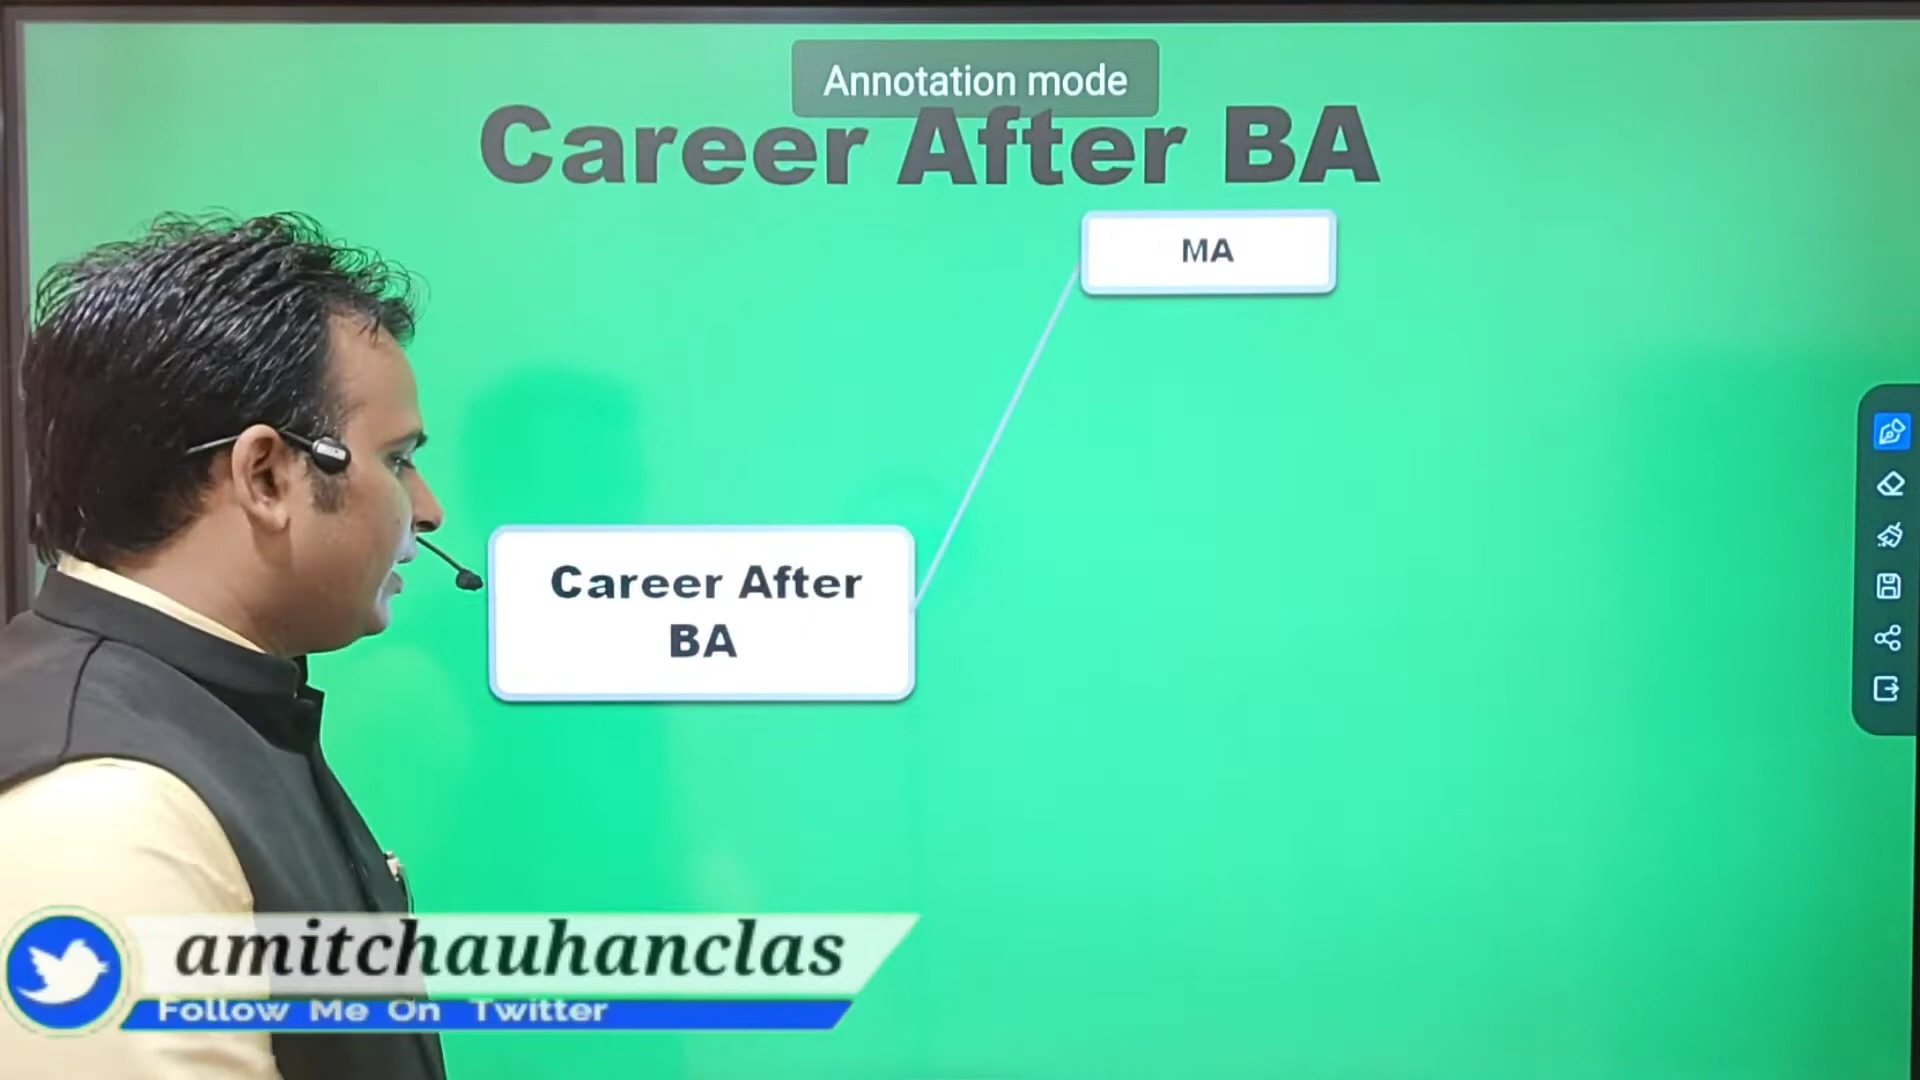 Annotation mode
Career After BA
MA
Career After
BA
amitchauhanclas
Follow Me On Twitter